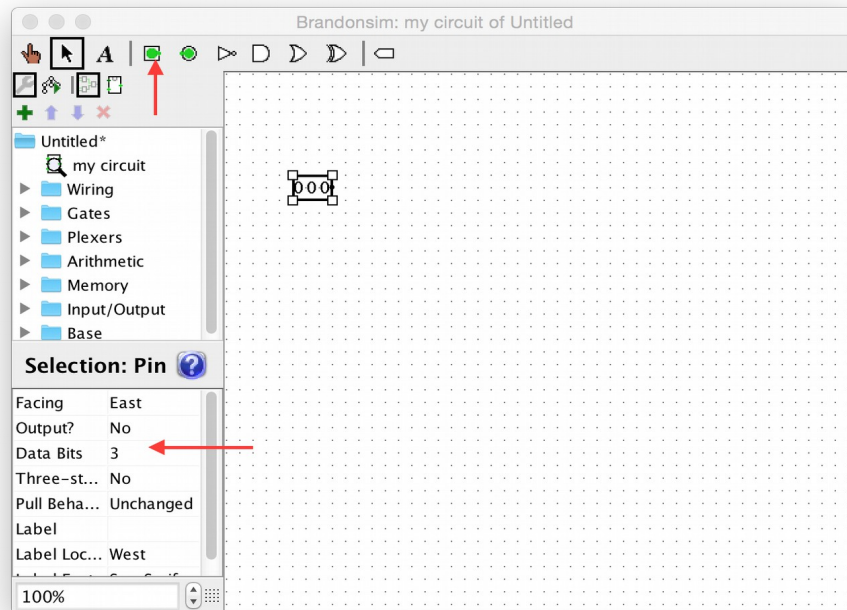 Brandonsim: my circuit of Untitled
A
Untitled*
my circuit
Wiring
Gates
Plexers
Arithmetic
Memory
Input/Output
Base
Selection: Pin ?
Facing East
Output? No
Data Bits 3
Three-st... No
Pull Beha... Unchanged
Label
Label Loc... West
100%
000